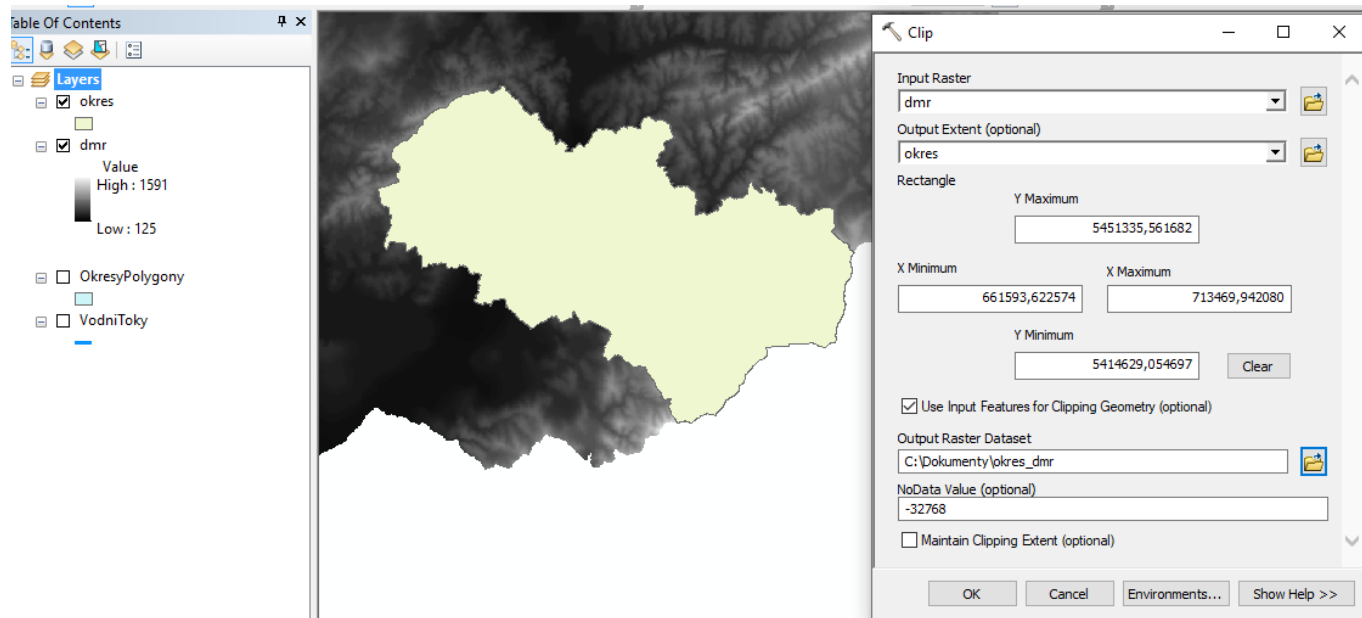 Table Of Contents
Layers
okres
dmr
Value
High : 1591
Low : 125
OkresyPolygony
VodniToky
Clip
Input Raster
dmr
Output Extent (optional)
okres
Rectangle
Y Maximum
5451335,561682
X Minimum X Maximum
661593,622574 713469,942080
Y Minimum
5414629,054697 Clear
Use Input Features for Clipping Geometry (optional)
Output Raster Dataset
C:\Dokumenty\okres_dmr
NoData Value (optional)
-32768
Maintain Clipping Extent (optional)
OK Cancel Environments... Show Help >>